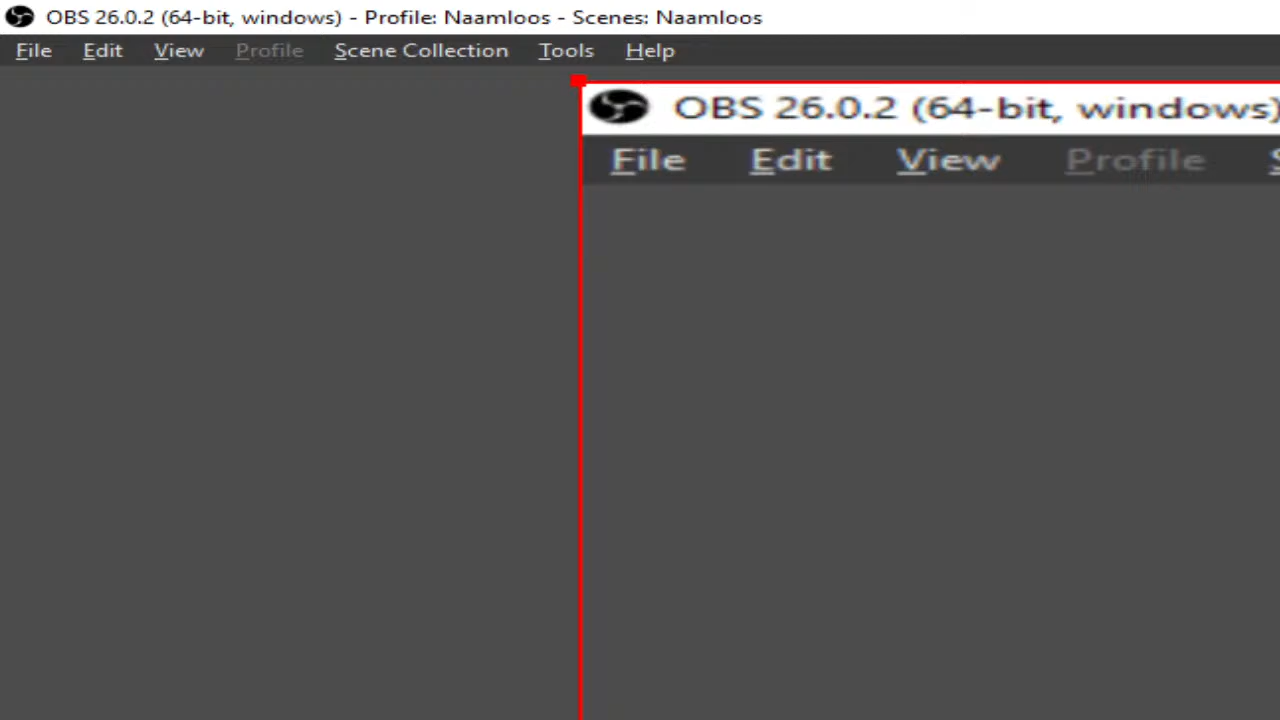 OBS 26.0.2 (64-bit, windows) - Profile: Naamloos - Scenes: Naamloos
File Edit View Profile Scene Collection Tools Help
OBS 26.0.2 (64-bit, windows)
File Edit View Profile S